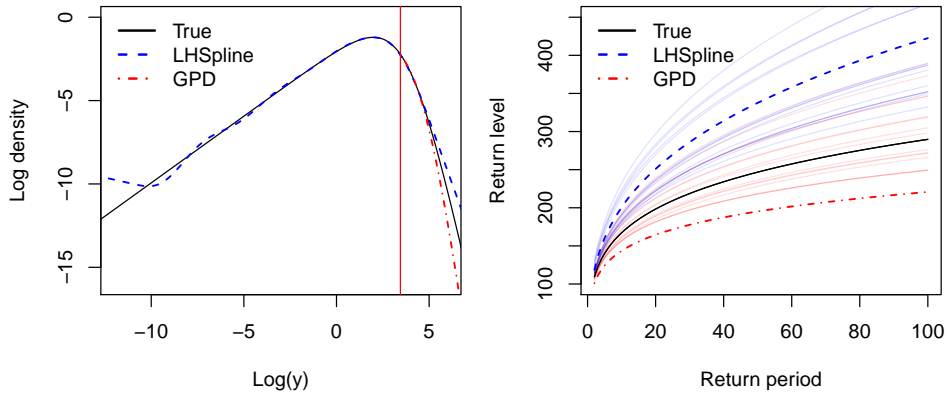 True
LHSpline
GPD
0
−5
−10
−15
Log density
−10
−5
0
5
Log(y)
True
LHSpline
GPD
400
300
200
100
Return level
0
20
40
60
80
100
Return period